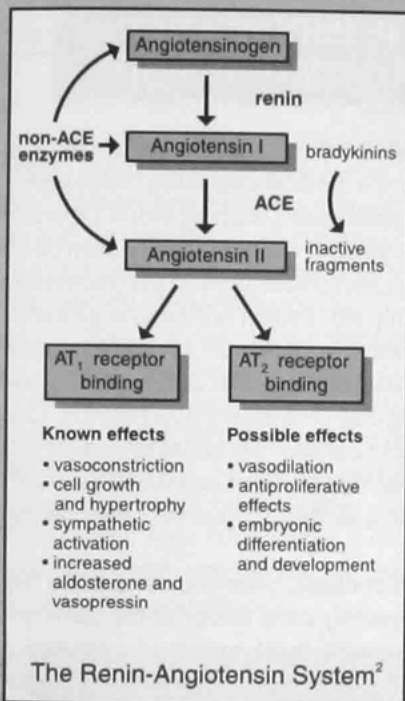 Angiotensinogen
renin
non-ACE
enzymes
Angiotensin I
bradykinins
ACE
Angiotensin II
inactive
fragments
AT₁ receptor
binding
AT₂ receptor
binding
Known effects
• vasoconstriction
• cell growth
and hypertrophy
• sympathetic
activation
• increased
aldosterone and
vasopressin
Possible effects
• vasodilation
• antiproliferative
effects
• embryonic
differentiation
and development
The Renin-Angiotensin System²